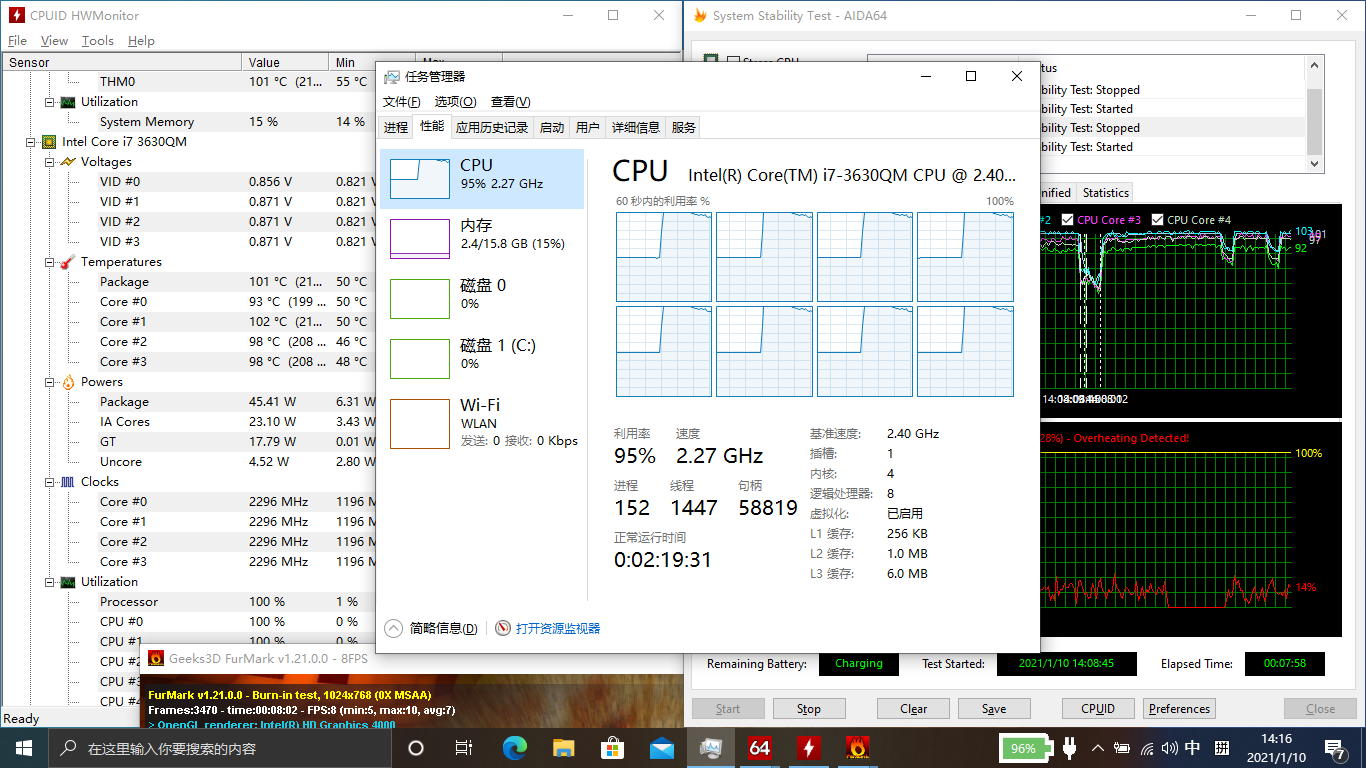 CPUID HWMonitor
File View Tools Help
Sensor Value Min Max
THM0 101 °C (21... 55 °C
Utilization
System Memory 15 % 14 %
Intel Core i7 3630QM
Voltages
VID #0 0.856 V 0.821 V
VID #1 0.871 V 0.821 V
VID #2 0.871 V 0.821 V
VID #3 0.871 V 0.821 V
Temperatures
Package 101 °C (21... 50 °C
Core #0 93 °C (199 ... 50 °C
Core #1 102 °C (21... 50 °C
Core #2 98 °C (208 ... 46 °C
Core #3 98 °C (208 ... 48 °C
Powers
Package 45.41 W 6.31 W
IA Cores 23.10 W 3.43 W
GT 17.79 W 0.01 W
Uncore 4.52 W 2.80 W
Clocks
Core #0 2296 MHz 1196 M
Core #1 2296 MHz 1196 M
Core #2 2296 MHz 1196 M
Core #3 2296 MHz 1196 M
Utilization
Processor 100 % 1 %
CPU #0 100 % 0 %
CPU #1 100 % 0 %
CPU #2
CPU #3
CPU #4
Ready
任务管理器
文件(F) 选项(O) 查看(V)
进程 性能 应用历史记录 启动 用户 详细信息 服务
CPU
95% 2.27 GHz
内存
2.4/15.8 GB (15%)
磁盘 0
0%
磁盘 1 (C:)
0%
Wi-Fi
WLAN
发送: 0 接收: 0 Kbps
CPU Intel(R) Core(TM) i7-3630QM CPU @ 2.40...
60 秒内的利用率 % 100%
利用率 速度
95% 2.27 GHz
进程 线程 句柄
152 1447 58819
正常运行时间
0:02:19:31
基准速度: 2.40 GHz
插槽: 1
内核: 4
逻辑处理器: 8
虚拟化: 已启用
L1 缓存: 256 KB
L2 缓存: 1.0 MB
L3 缓存: 6.0 MB
简略信息(D) 打开资源监视器
System Stability Test - AIDA64
Stress CPU
tus
bility Test: Stopped
bility Test: Started
bility Test: Stopped
bility Test: Started
nified Statistics
#2 CPU Core #3 CPU Core #4
103
92
- Overheating Detected!
100%
14%
Remaining Battery: Charging Test Started: 2021/1/10 14:08:45 Elapsed Time: 00:07:58
Start Stop Clear Save CPUID Preferences Close
Geeks3D FurMark v1.21.0.0 - 8FPS
FurMark v1.21.0.0 - Burn-in test, 1024x768 (0X MSAA)
Frames:3470 - time:00:08:02 - FPS:8 (min:5, max:10, avg:7)
> OpenGL renderer: Intel(R) HD Graphics 4000
在这里输入你要搜索的内容
64
96%
中 拼
14:16
2021/1/10
7